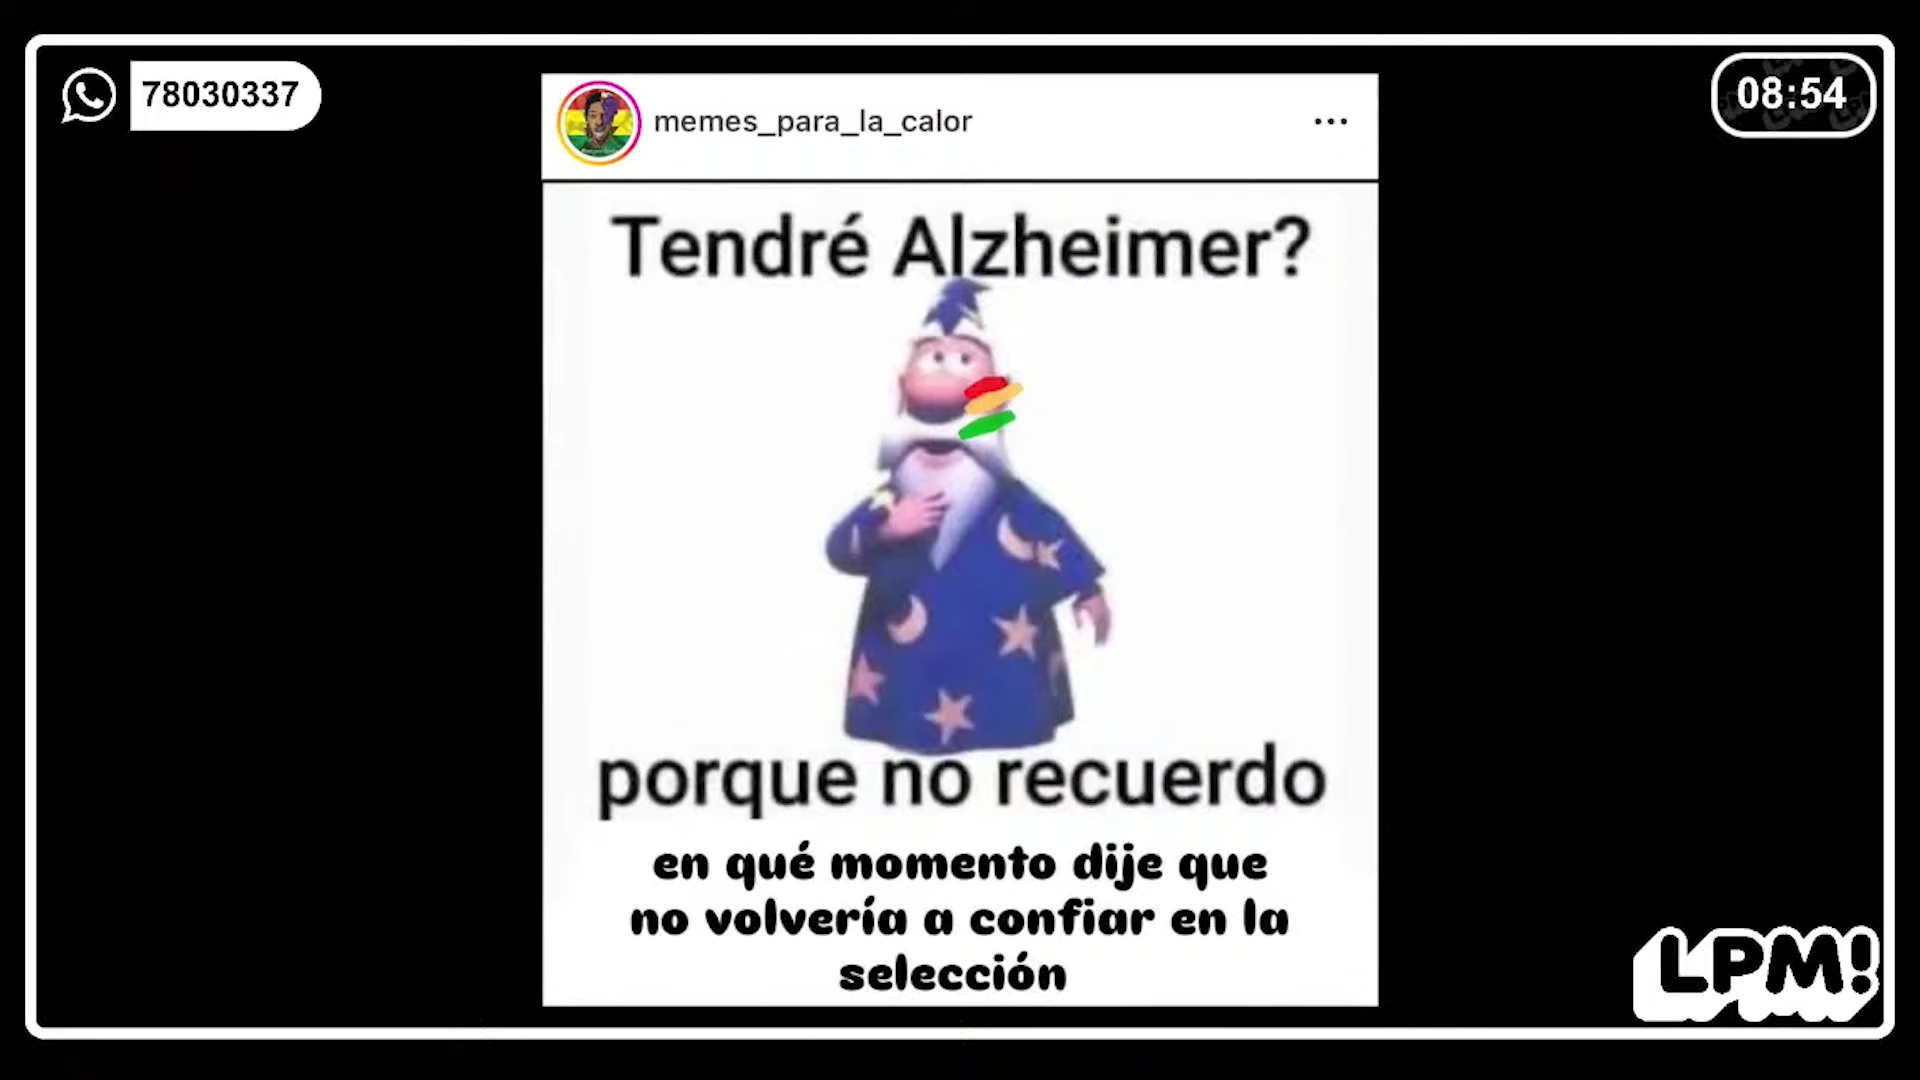 78030337
08:54
memes_para_la_calor
Tendré Alzheimer?
porque no recuerdo
en qué momento dije que
no volvería a confiar en la
selección
LPM!